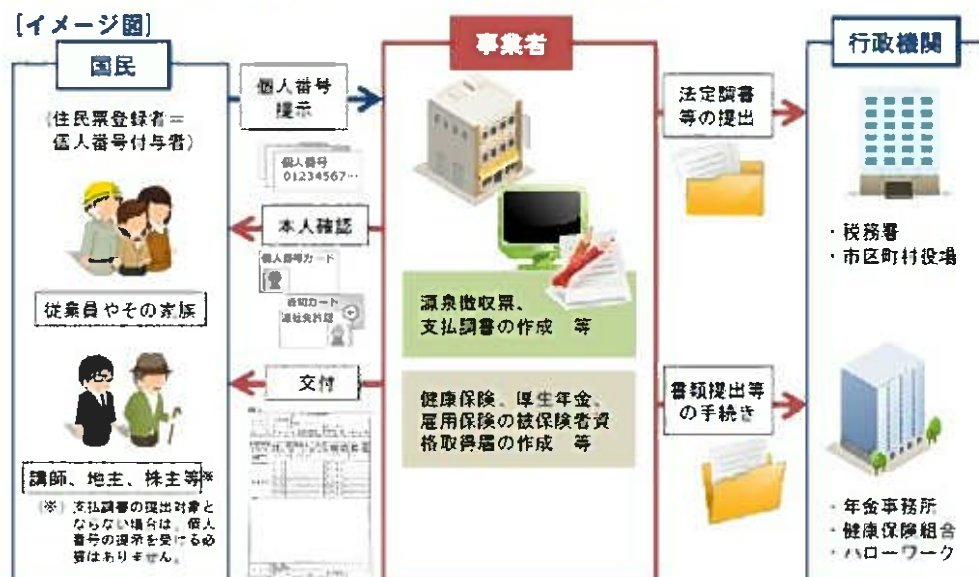 [イメージ図]
国民
(住民票登録者＝
個人番号付与者)
従業員やその家族
講師、地主、株主等※
(※) 支払調書の提出対象と
ならない場合は、個人
番号の提示を受ける必
要はありません。
個人番号
提示
個人番号
01234567…
本人確認
個人番号カード
通知カード
運転免許証
交付
事業者
源泉徴収票、
支払調書の作成 等
健康保険、厚生年金、
雇用保険の被保険者資
格取得届の作成 等
法定調書
等の提出
書類提出等
の手続き
行政機関
・税務署
・市区町村役場
・年金事務所
・健康保険組合
・ハローワーク